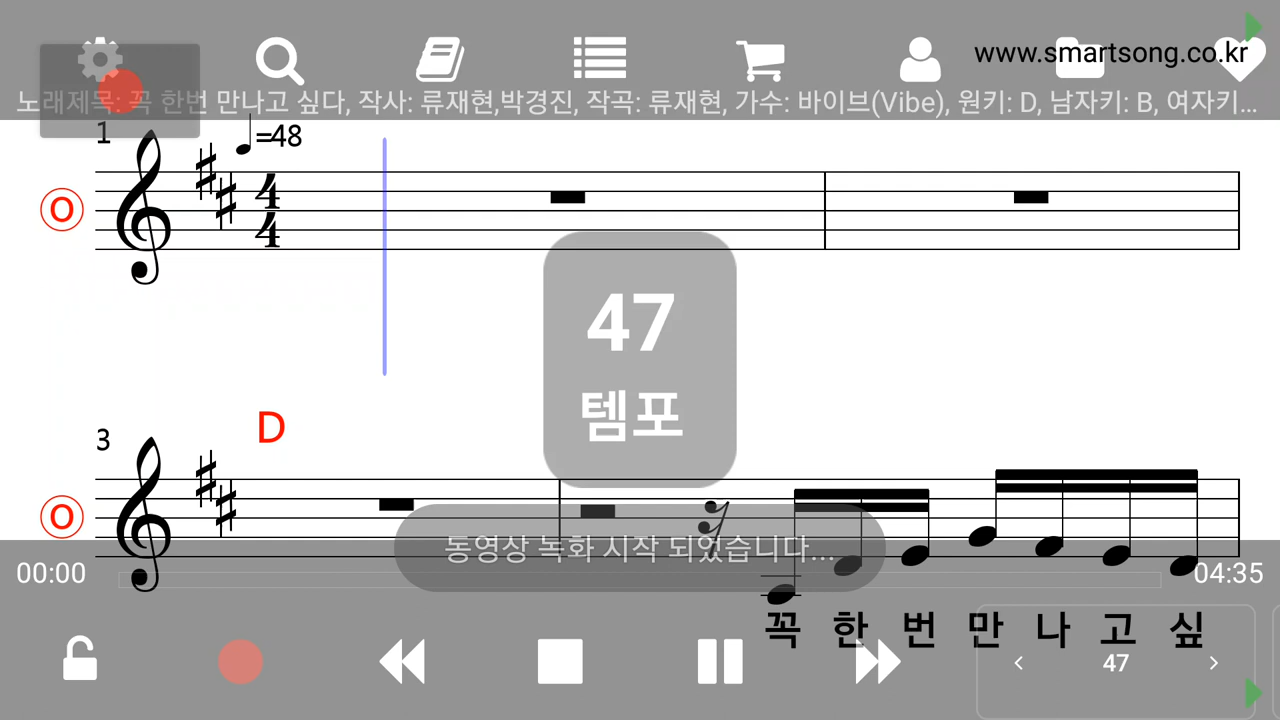 www.smartsong.co.kr
노래제목: 꼭 한번 만나고 싶다, 작사: 류재현,박경진, 작곡: 류재현, 가수: 바이브(Vibe), 원키: D, 남자키: B, 여자키...
1
=48
O
4
4
47
템포
D
3
O
동영상 녹화 시작 되었습니다...
00:00
04:35
꼭 한 번 만 나 고 싶
47